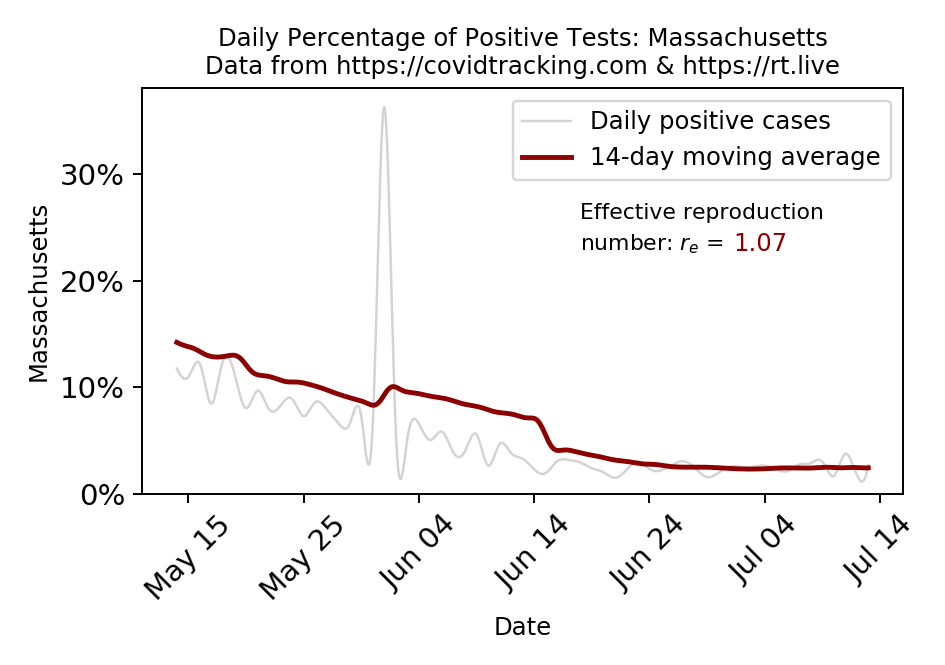 Daily Percentage of Positive Tests: Massachusetts
Data from https://covidtracking.com & https://rt.live
Daily positive cases
14-day moving average
Effective reproduction
number: rₑ = 1.07
Massachusetts
30%
20%
10%
0%
May 15
May 25
Jun 04
Jun 14
Jun 24
Jul 04
Jul 14
Date